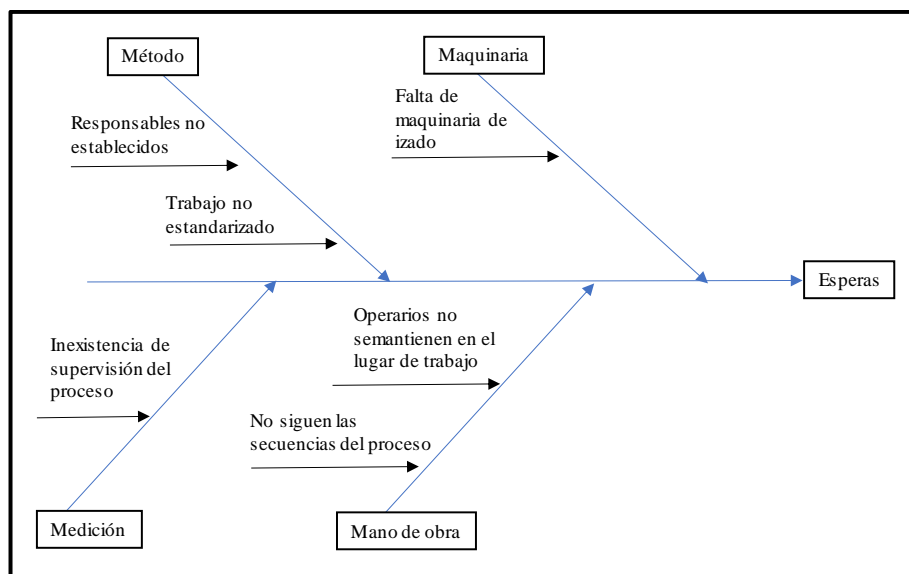 Método
Maquinaria
Responsables no
establecidos
Falta de
maquinaria de
izado
Trabajo no
estandarizado
Esperas
Inexistencia de
supervisión del
proceso
Operarios no
semantienen en el
lugar de trabajo
No siguen las
secuencias del proceso
Medición
Mano de obra